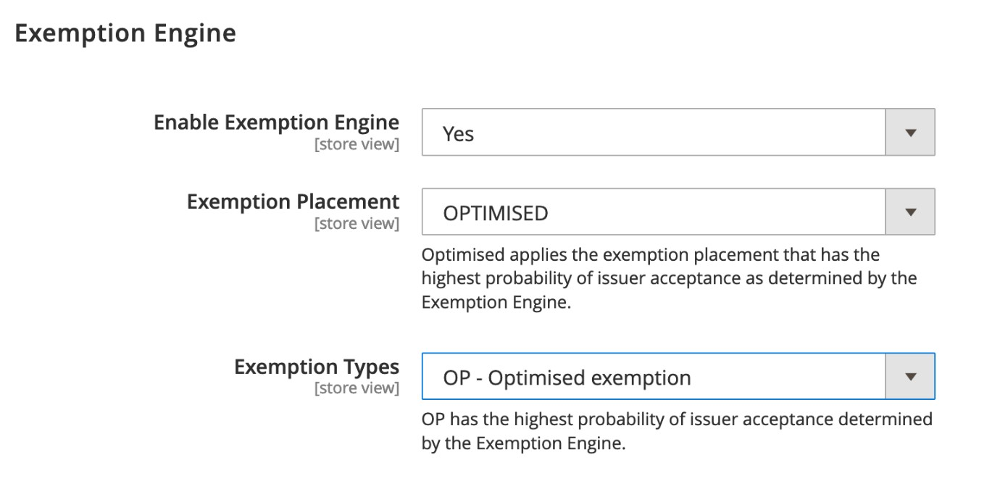 Exemption Engine
Enable Exemption Engine
[store view]
Yes
Exemption Placement
[store view]
OPTIMISED
Optimised applies the exemption placement that has the
highest probability of issuer acceptance as determined by the
Exemption Engine.
Exemption Types
[store view]
OP - Optimised exemption
OP has the highest probability of issuer acceptance determined
by the Exemption Engine.